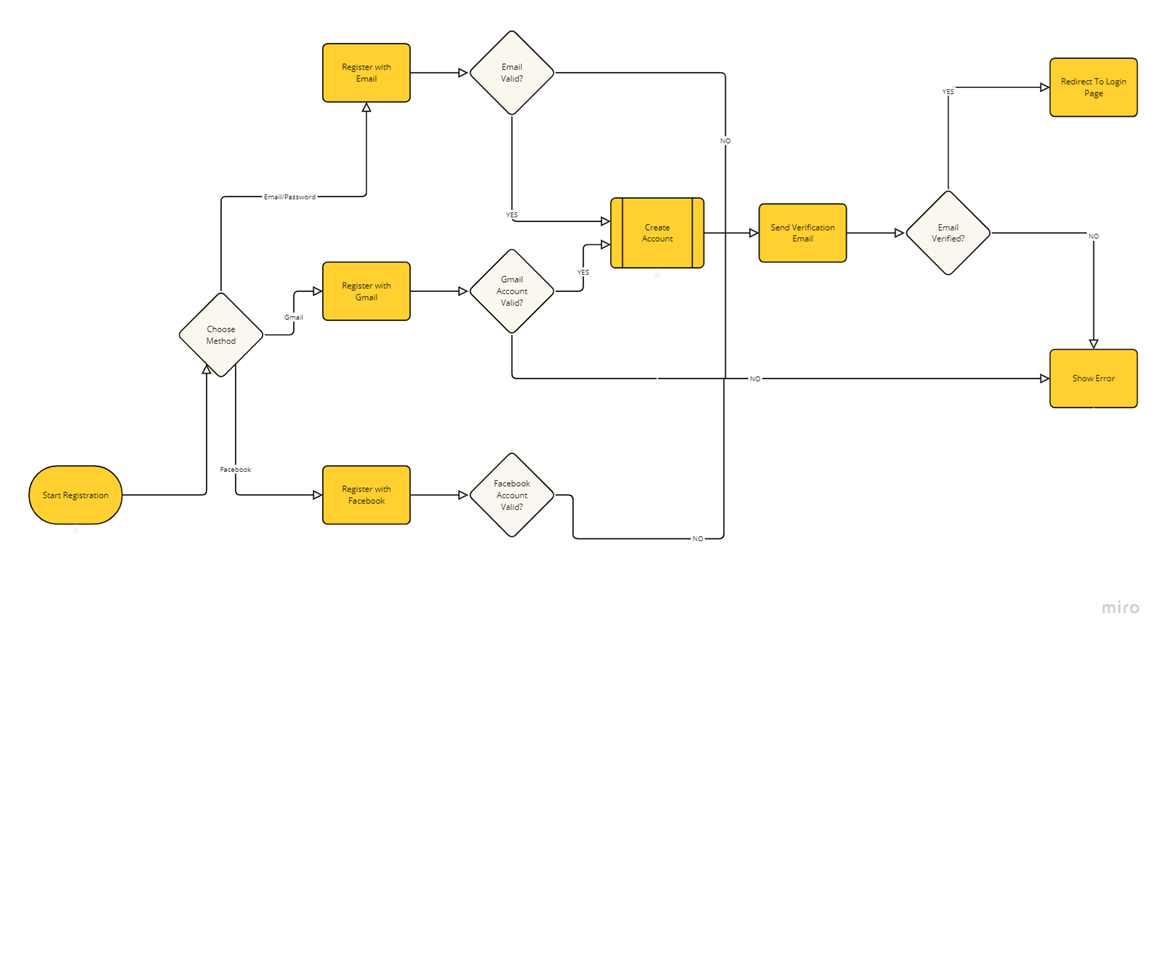 Register with
Email
Email
Valid?
Redirect To Login
Page
YES
NO
Email/Password
YES
Create
Account
Send Verification
Email
Email
Verified?
NO
YES
Register with
Gmail
Gmail
Account
Valid?
Gmail
Choose
Method
NO
Show Error
Facebook
Start Registration
Register with
Facebook
Facebook
Account
Valid?
NO
miro